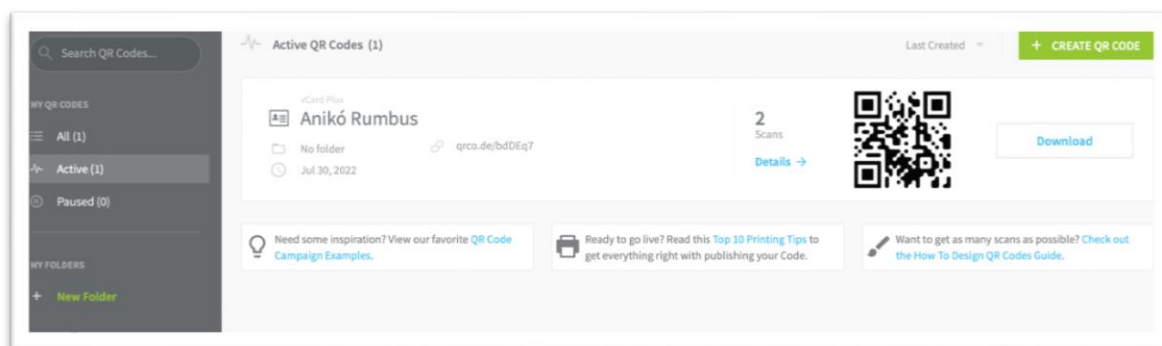 Search QR Codes...
MY QR CODES
All (1)
Active (1)
Paused (0)
MY FOLDERS
+ New Folder
Active QR Codes (1)
Last Created
+ CREATE QR CODE
vCard Plus
Anikó Rumbus
No folder
qrco.de/bdDEq7
Jul 30, 2022
2
Scans
Details →
Download
Need some inspiration? View our favorite QR Code
Campaign Examples.
Ready to go live? Read this Top 10 Printing Tips to
get everything right with publishing your Code.
Want to get as many scans as possible? Check out
the How To Design QR Codes Guide.